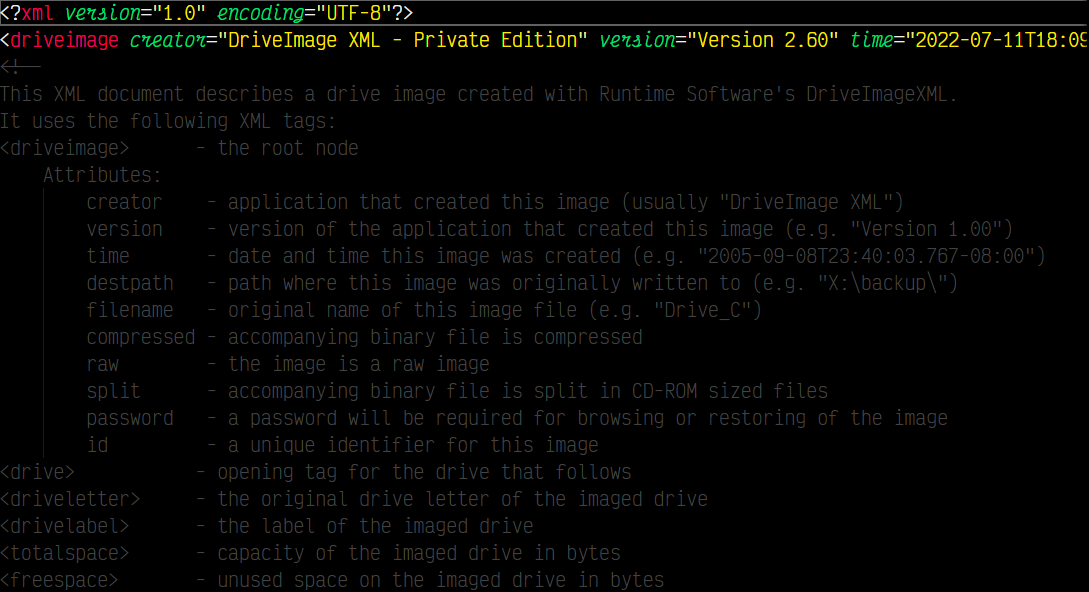 <?xml version="1.0" encoding="UTF-8"?>
<driveimage creator="DriveImage XML - Private Edition" version="Version 2.60" time="2022-07-11T18:09
<!--
This XML document describes a drive image created with Runtime Software's DriveImageXML.
It uses the following XML tags:
<driveimage>      - the root node
    Attributes:
        creator    - application that created this image (usually "DriveImage XML")
        version    - version of the application that created this image (e.g. "Version 1.00")
        time       - date and time this image was created (e.g. "2005-09-08T23:40:03.767-08:00")
        destpath   - path where this image was originally written to (e.g. "X:\backup\")
        filename   - original name of this image file (e.g. "Drive_C")
        compressed - accompanying binary file is compressed
        raw        - the image is a raw image
        split      - accompanying binary file is split in CD-ROM sized files
        password   - a password will be required for browsing or restoring of the image
        id         - a unique identifier for this image
<drive>           - opening tag for the drive that follows
<driveletter>     - the original drive letter of the imaged drive
<drivelabel>      - the label of the imaged drive
<totalspace>      - capacity of the imaged drive in bytes
<freespace>       - unused space on the imaged drive in bytes